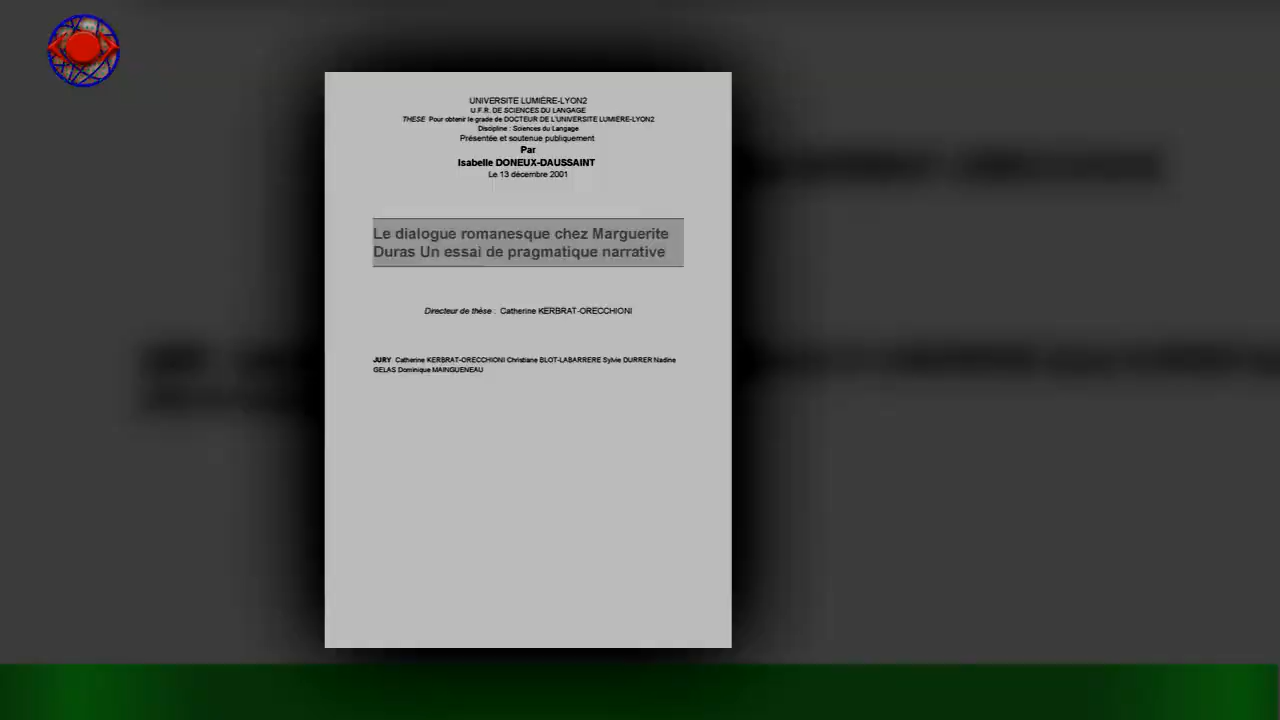 UNIVERSITE LUMIÈRE-LYON2
U.F.R. DE SCIENCES DU LANGAGE
THESE Pour obtenir le grade de DOCTEUR DE L'UNIVERSITE LUMIERE-LYON2
Discipline : Sciences du Langage
Présentée et soutenue publiquement
Par
Isabelle DONEUX-DAUSSAINT
Le 13 décembre 2001
Le dialogue romanesque chez Marguerite
Duras Un essai de pragmatique narrative
Directeur de thèse : Catherine KERBRAT-ORECCHIONI
JURY Catherine KERBRAT-ORECCHIONI Christiane BLOT-LABARRERE Sylvie DURRER Nadine
GELAS Dominique MAINGUENEAU